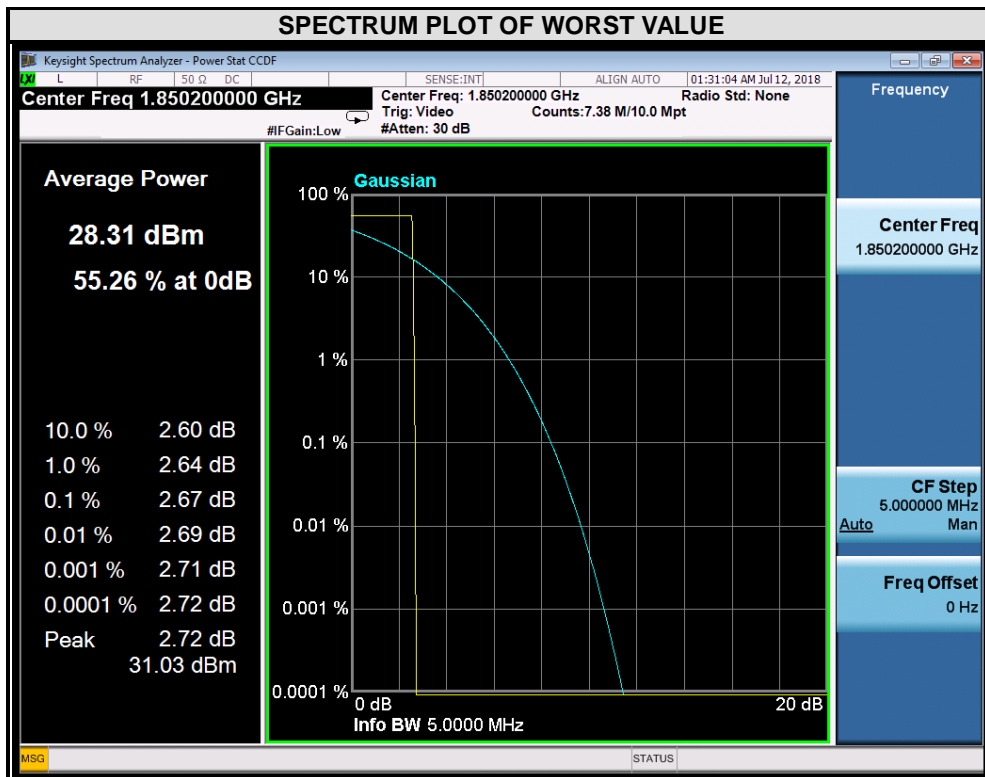 SPECTRUM PLOT OF WORST VALUE
Keysight Spectrum Analyzer - Power Stat CCDF
LXI L RF 50 Ω DC SENSE:INT ALIGN AUTO 01:31:04 AM Jul 12, 2018
Center Freq 1.850200000 GHz
Center Freq: 1.850200000 GHz Radio Std: None
Trig: Video Counts:7.38 M/10.0 Mpt
#IFGain:Low #Atten: 30 dB
Frequency
Average Power
28.31 dBm
55.26 % at 0dB
10.0 % 2.60 dB
1.0 % 2.64 dB
0.1 % 2.67 dB
0.01 % 2.69 dB
0.001 % 2.71 dB
0.0001 % 2.72 dB
Peak 2.72 dB
31.03 dBm
Gaussian
100 %
10 %
1 %
0.1 %
0.01 %
0.001 %
0.0001 %
0 dB 20 dB
Info BW 5.0000 MHz
Center Freq
1.850200000 GHz
CF Step
5.000000 MHz
Auto Man
Freq Offset
0 Hz
MSG STATUS